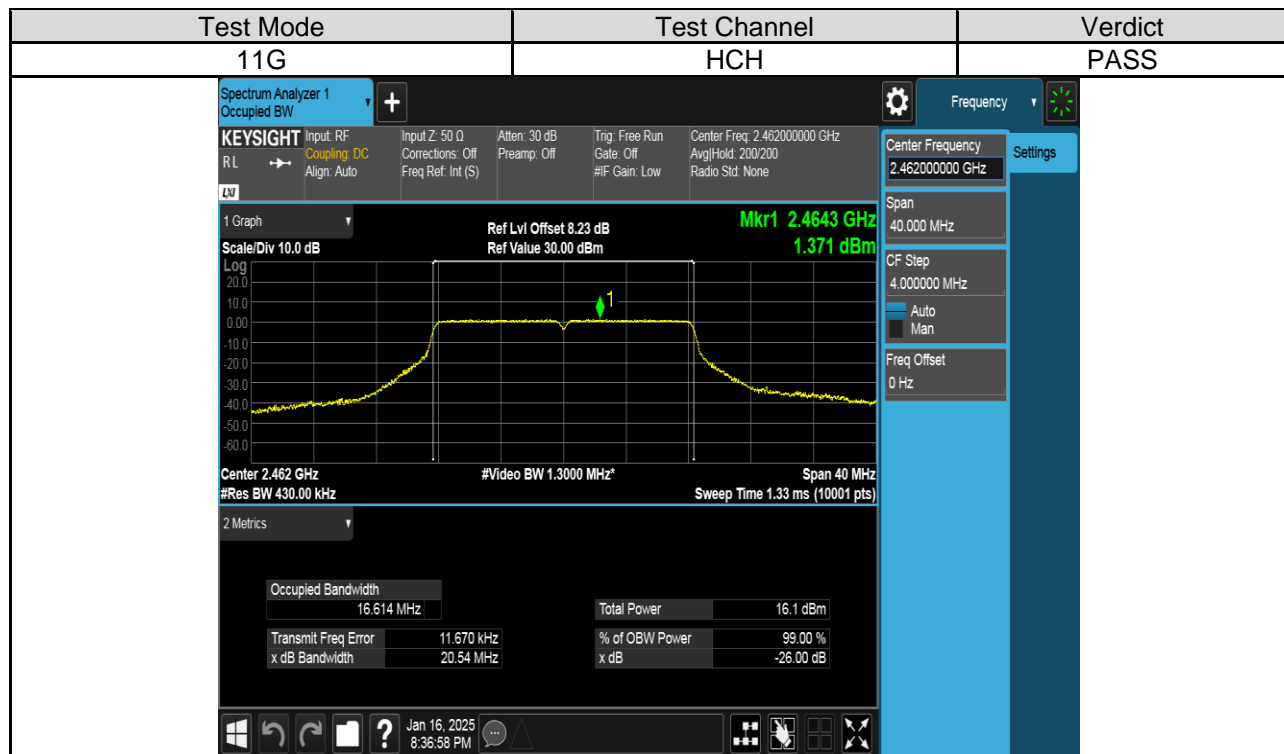 Test Mode Test Channel Verdict
11G HCH PASS
Spectrum Analyzer 1
Occupied BW
+
Frequency
KEYSIGHT
R L
LXI
Input: RF
Coupling: DC
Align: Auto
Input Z: 50 Ω
Corrections: Off
Freq Ref: Int (S)
Atten: 30 dB
Preamp: Off
Trig: Free Run
Gate: Off
#IF Gain: Low
Center Freq: 2.462000000 GHz
Avg|Hold: 200/200
Radio Std: None
Center Frequency
2.462000000 GHz
Settings
Span
40.000 MHz
CF Step
4.000000 MHz
Auto
Man
Freq Offset
0 Hz
1 Graph
Scale/Div 10.0 dB
Ref Lvl Offset 8.23 dB
Ref Value 30.00 dBm
Mkr1 2.4643 GHz
1.371 dBm
Log
20.0
10.0
0.00
-10.0
-20.0
-30.0
-40.0
-50.0
-60.0
1
Center 2.462 GHz
#Res BW 430.00 kHz
#Video BW 1.3000 MHz*
Span 40 MHz
Sweep Time 1.33 ms (10001 pts)
2 Metrics
Occupied Bandwidth
16.614 MHz
Total Power 16.1 dBm
Transmit Freq Error 11.670 kHz
% of OBW Power 99.00 %
x dB Bandwidth 20.54 MHz
x dB -26.00 dB
?
Jan 16, 2025
8:36:58 PM